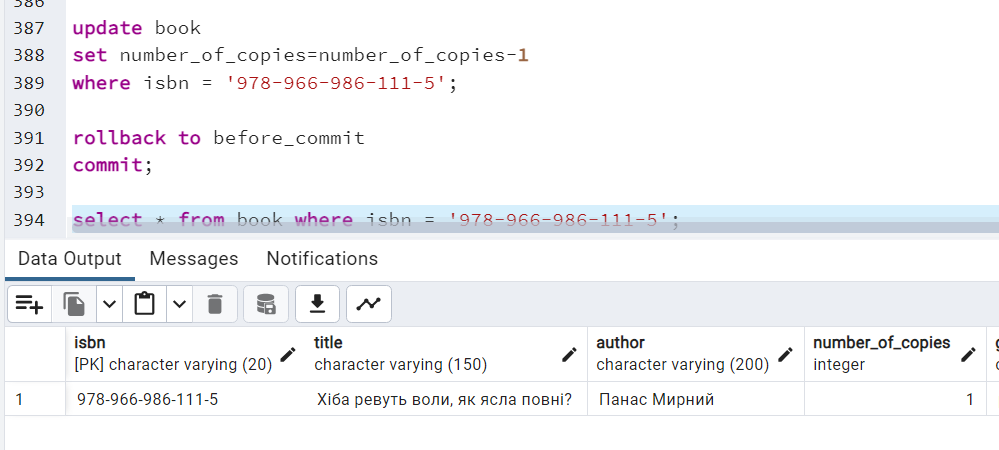 386
387 update book
388 set number_of_copies=number_of_copies-1
389 where isbn = '978-966-986-111-5';
390
391 rollback to before_commit
392 commit;
393
394 select * from book where isbn = '978-966-986-111-5';
Data Output Messages Notifications
isbn title author number_of_copies
[PK] character varying (20) character varying (150) character varying (200) integer
1 978-966-986-111-5 Хіба ревуть воли, як ясла повні? Панас Мирний 1